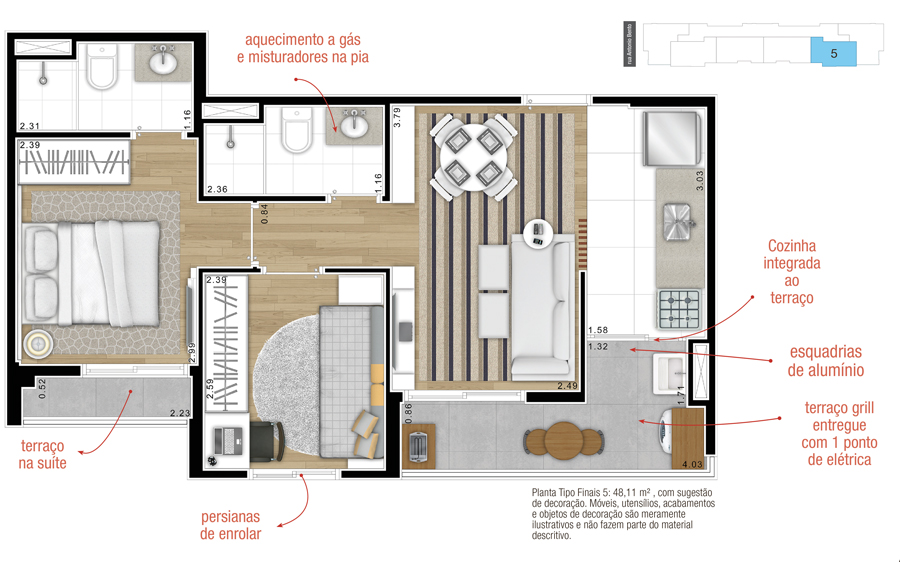 aquecimento a gás
e misturadores na pia
rua Antonio Bento
5
2.31
1.16
2.39
2.36
1.16
3.79
3.03
0.84
2.39
2.99
2.59
0.52
2.23
1.58
1.32
2.49
0.86
1.71
4.03
Cozinha
integrada
ao
terraço
esquadrias
de alumínio
terraço grill
entregue
com 1 ponto
de elétrica
terraço
na suíte
persianas
de enrolar
Planta Tipo Finais 5: 48,11 m² , com sugestão
de decoração. Móveis, utensílios, acabamentos
e objetos de decoração são meramente
ilustrativos e não fazem parte do material
descritivo.